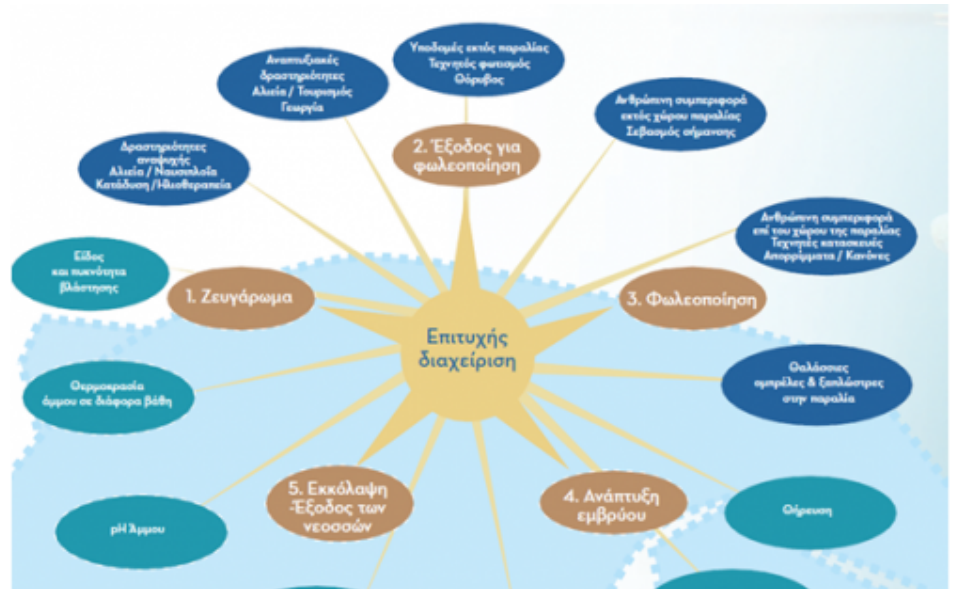 Υποδομές εκτός παραλίας
Τεχνητός φωτισμός
Θόρυβος
Αναπτυξιακές
δραστηριότητες
Αλιεία / Τουρισμός
Γεωργία
Ανθρώπινη συμπεριφορά
εκτός χώρου παραλίας
Σεβασμός σήμανσης
Δραστηριότητες
αναψυχής
Αλιεία / Ναυσιπλοΐα
Κατάδυση / Ηλιοθεραπεία
2. Έξοδος για
φωλεοποίηση
Ανθρώπινη συμπεριφορά
επί του χώρου της παραλίας
Τεχνητές κατασκευές
Απορρίμματα / Κανόνες
Είδος
και πυκνότητα
βλάστησης
1. Ζευγάρωμα
3. Φωλεοποίηση
Επιτυχής
διαχείριση
Θερμοκρασία
άμμου σε διάφορα βάθη
Θαλάσσιες
ομπρέλες & ξαπλώστρες
στην παραλία
5. Εκκόλαψη
-Έξοδος των
νεοσσών
4. Ανάπτυξη
εμβρύου
Θήρευση
pH Άμμου